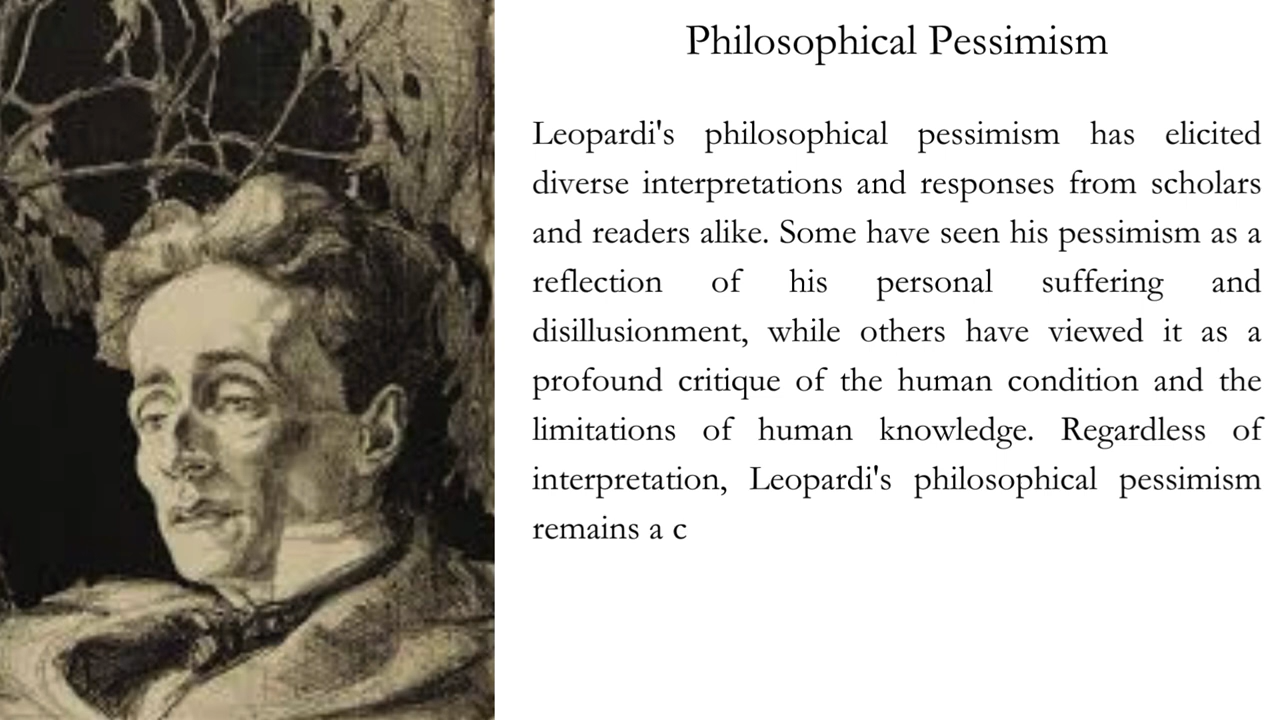 Philosophical Pessimism
Leopardi's philosophical pessimism has elicited
diverse interpretations and responses from scholars
and readers alike. Some have seen his pessimism as a
reflection of his personal suffering and
disillusionment, while others have viewed it as a
profound critique of the human condition and the
limitations of human knowledge. Regardless of
interpretation, Leopardi's philosophical pessimism
remains a c